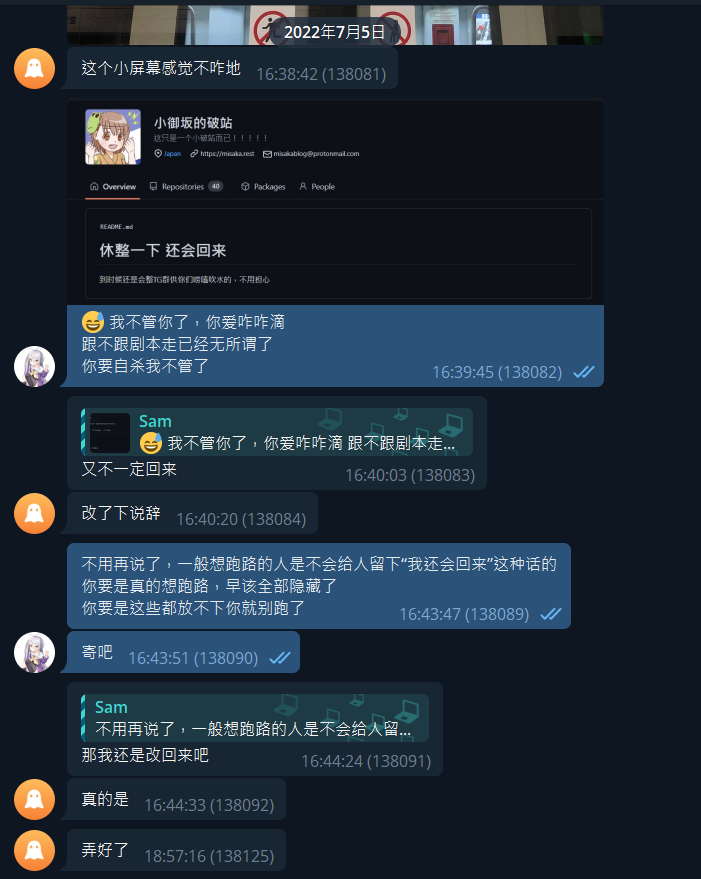 2022年7月5日
这个小屏幕感觉不咋地
16:38:42 (138081)
小御坂的破站
这只是一个小破站而已！！！！！
Japan https://misaka.rest misakablog@protonmail.com
Overview Repositories 40 Packages People
README.md
休整一下 还会回来
到时候还是会整TG群供你们唠嗑吹水的，不用担心
😅 我不管你了，你爱咋咋滴
跟不跟剧本走已经无所谓了
你要自杀我不管了
16:39:45 (138082)
Sam
😅 我不管你了，你爱咋咋滴 跟不跟剧本走...
又不一定回来
16:40:03 (138083)
改了下说辞
16:40:20 (138084)
不用再说了，一般想跑路的人是不会给人留下“我还会回来”这种话的
你要是真的想跑路，早该全部隐藏了
你要是这些都放不下你就别跑了
16:43:47 (138089)
寄吧
16:43:51 (138090)
Sam
不用再说了，一般想跑路的人是不会给人留...
那我还是改回来吧
16:44:24 (138091)
真的是
16:44:33 (138092)
弄好了
18:57:16 (138125)